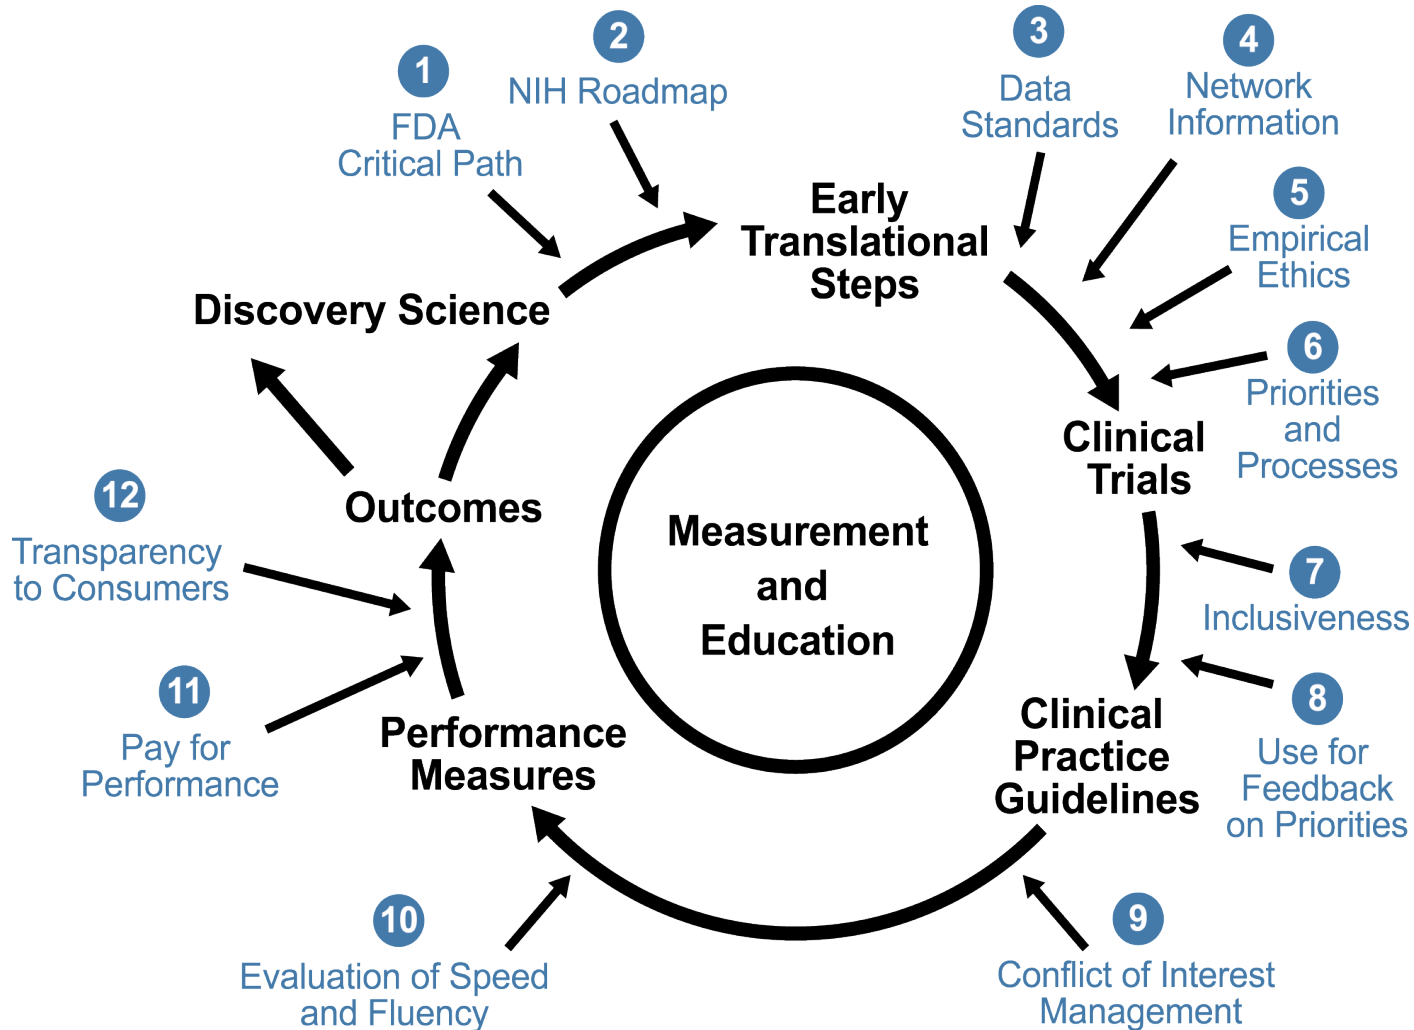 1
FDA
Critical Path
2
NIH Roadmap
3
Data
Standards
4
Network
Information
5
Empirical
Ethics
6
Priorities
and
Processes
7
Inclusiveness
8
Use for
Feedback
on Priorities
9
Conflict of Interest
Management
10
Evaluation of Speed
and Fluency
11
Pay for
Performance
12
Transparency
to Consumers
Discovery Science
Early
Translational
Steps
Clinical
Trials
Clinical
Practice
Guidelines
Performance
Measures
Outcomes
Measurement
and
Education